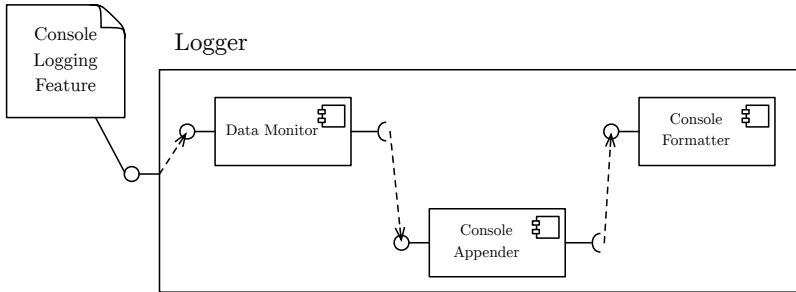 Console
Logging
Feature
Logger
Data Monitor
Console
Formatter
Console
Appender